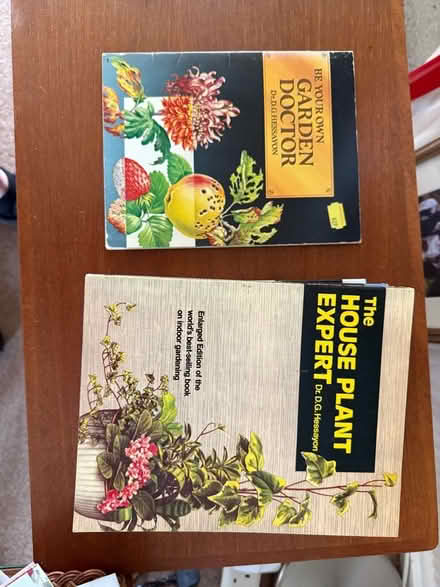 BE YOUR OWN
GARDEN
DOCTOR
Dr. D.G. HESSAYON
The
HOUSE PLANT
EXPERT
Dr. D.G. Hessayon
Enlarged Edition of the
world's best-selling book
on indoor gardening